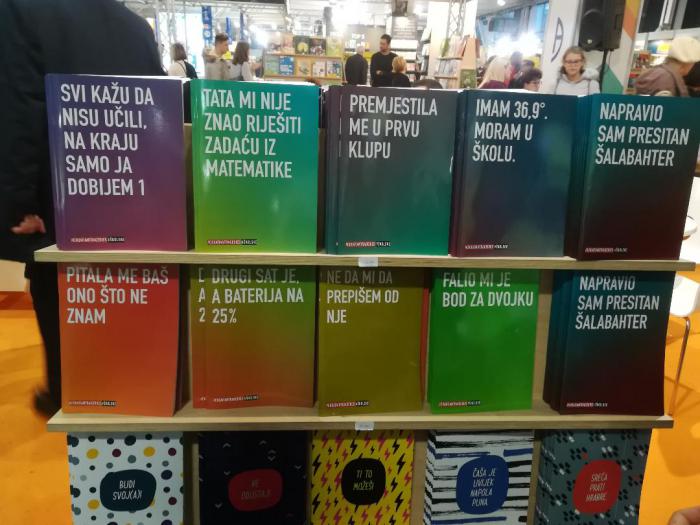 SVI KAŽU DA
NISU UČILI,
NA KRAJU
SAMO JA
DOBIJEM 1
TATA MI NIJE
ZNAO RIJEŠITI
ZADAĆU IZ
MATEMATIKE
PREMJESTILA
ME U PRVU
KLUPU
IMAM 36,9°.
MORAM U
ŠKOLU.
NAPRAVIO
SAM PRESITAN
ŠALABAHTER
PITALA ME BAŠ
ONO ŠTO NE
ZNAM
DRUGI SAT JE,
A BATERIJA NA
25%
NE DA MI DA
PREPIŠEM OD
NJE
FALIO MI JE
BOD ZA DVOJKU
NAPRAVIO
SAM PRESITAN
ŠALABAHTER
BUDI
SVOJ(A)!
NE
ODUSTAJ!
TI TO
MOŽEŠ!
ČAŠA JE
UVIJEK
NAPOLA
PUNA
SREĆA
PRATI
HRABRE